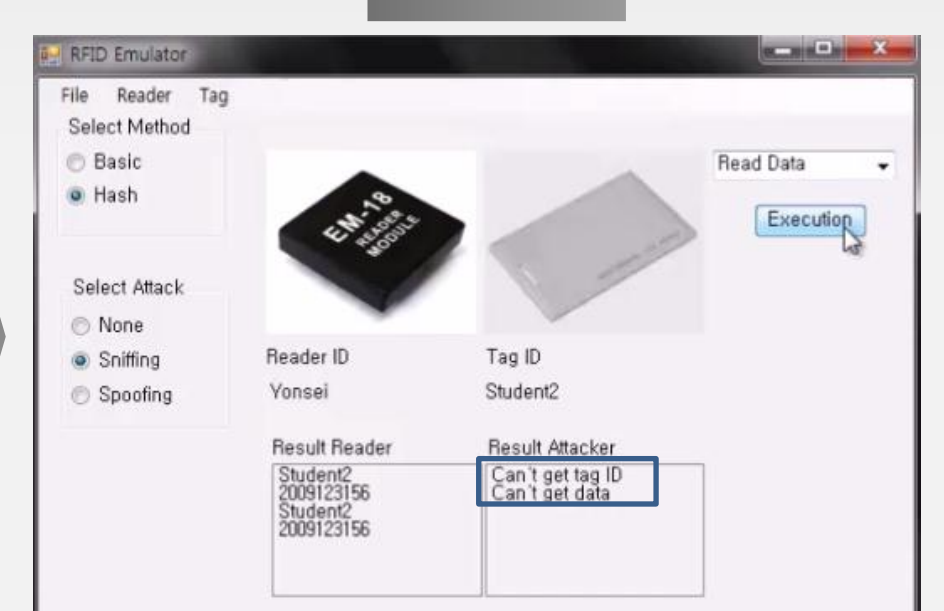 RFID Emulator
File Reader Tag
Select Method
Basic
Hash
EM-18
READER
MODULE
Read Data
Execution
Select Attack
None
Sniffing
Spoofing
Reader ID
Tag ID
Yonsei
Student2
Result Reader
Result Attacker
Student2
2009123156
Student2
2009123156
Can't get tag ID
Can't get data